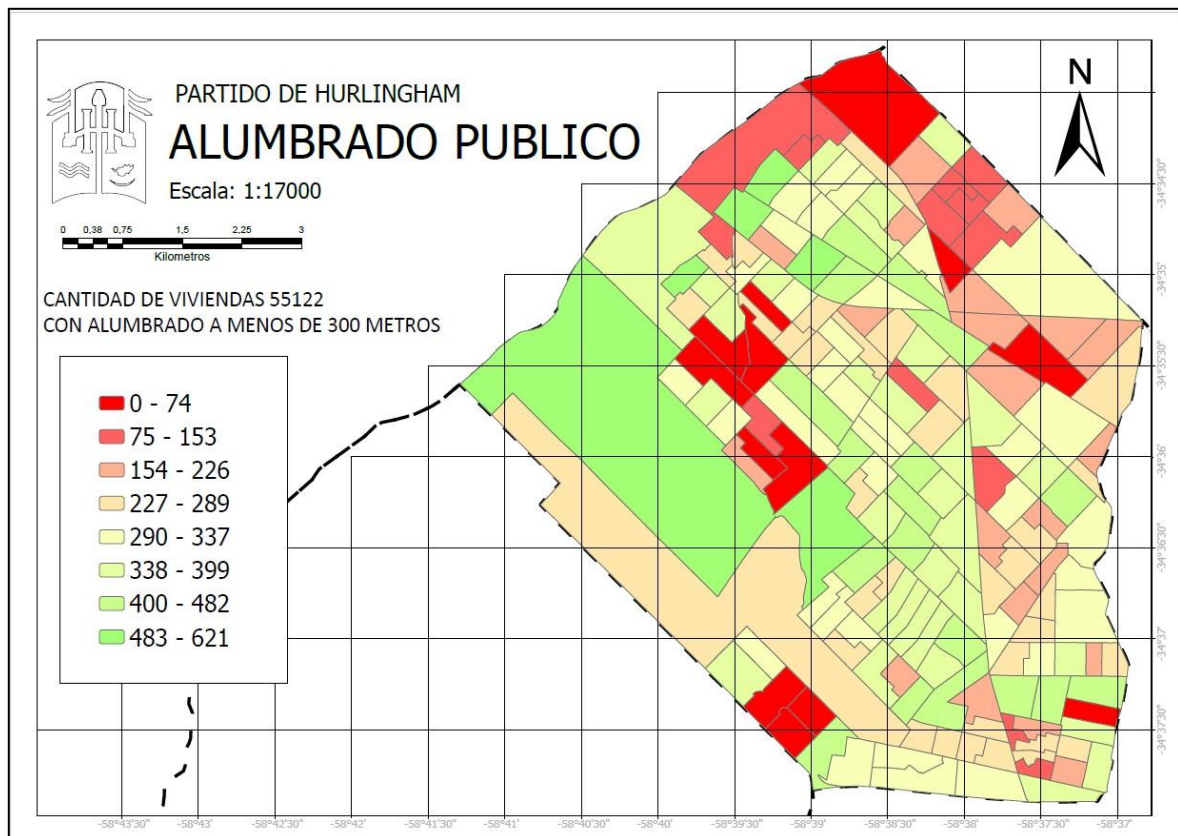 PARTIDO DE HURLINGHAM
ALUMBRADO PUBLICO
Escala: 1:17000
0 0,38 0,75 1,5 2,25 3
Kilometros
N
CANTIDAD DE VIVIENDAS 55122
CON ALUMBRADO A MENOS DE 300 METROS
0 - 74
75 - 153
154 - 226
227 - 289
290 - 337
338 - 399
400 - 482
483 - 621
-34°34'30"
-34°35'
-34°35'30"
-34°36'
-34°36'30"
-34°37'
-34°37'30"
-58°43'30" -58°43' -58°42'30" -58°42' -58°41'30" -58°41' -58°40'30" -58°40' -58°39'30" -58°39' -58°38'30" -58°38' -58°37'30" -58°37'